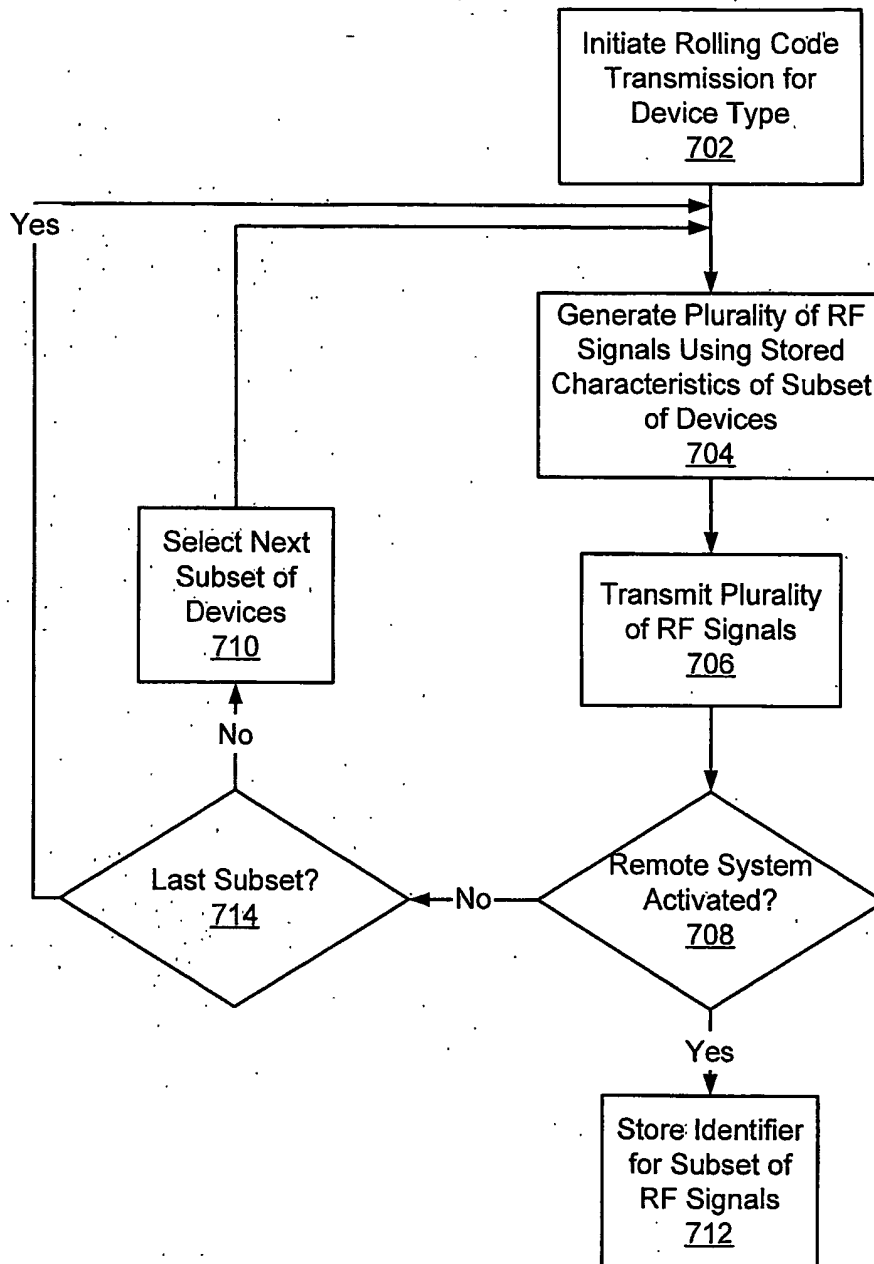 Initiate Rolling Code
Transmission for
Device Type
702
Yes
Generate Plurality of RF
Signals Using Stored
Characteristics of Subset
of Devices
704
Select Next
Subset of
Devices
710
Transmit Plurality
of RF Signals
706
No
Last Subset?
714
No
Remote System
Activated?
708
Yes
Store Identifier
for Subset of
RF Signals
712